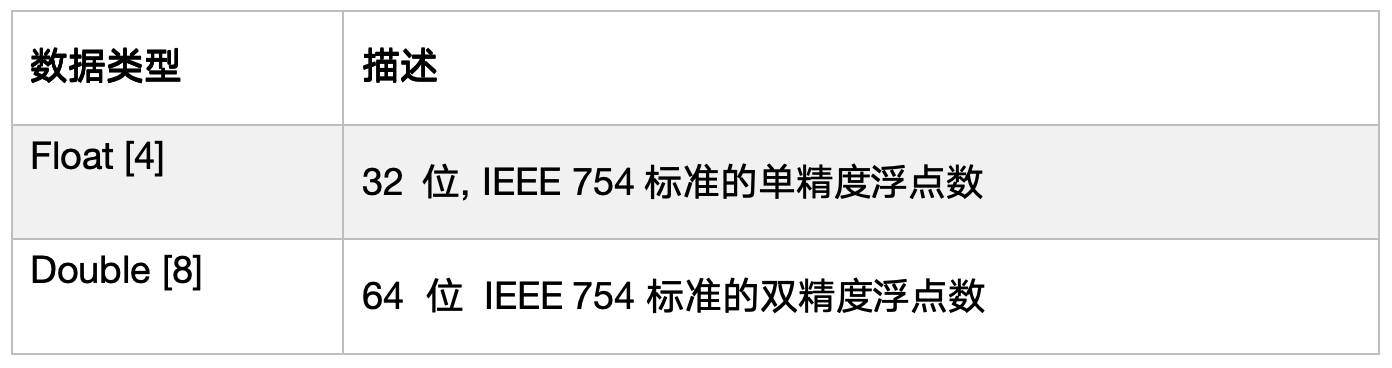 数据类型 描述
Float [4]
32 位, IEEE 754 标准的单精度浮点数
Double [8]
64 位 IEEE 754 标准的双精度浮点数